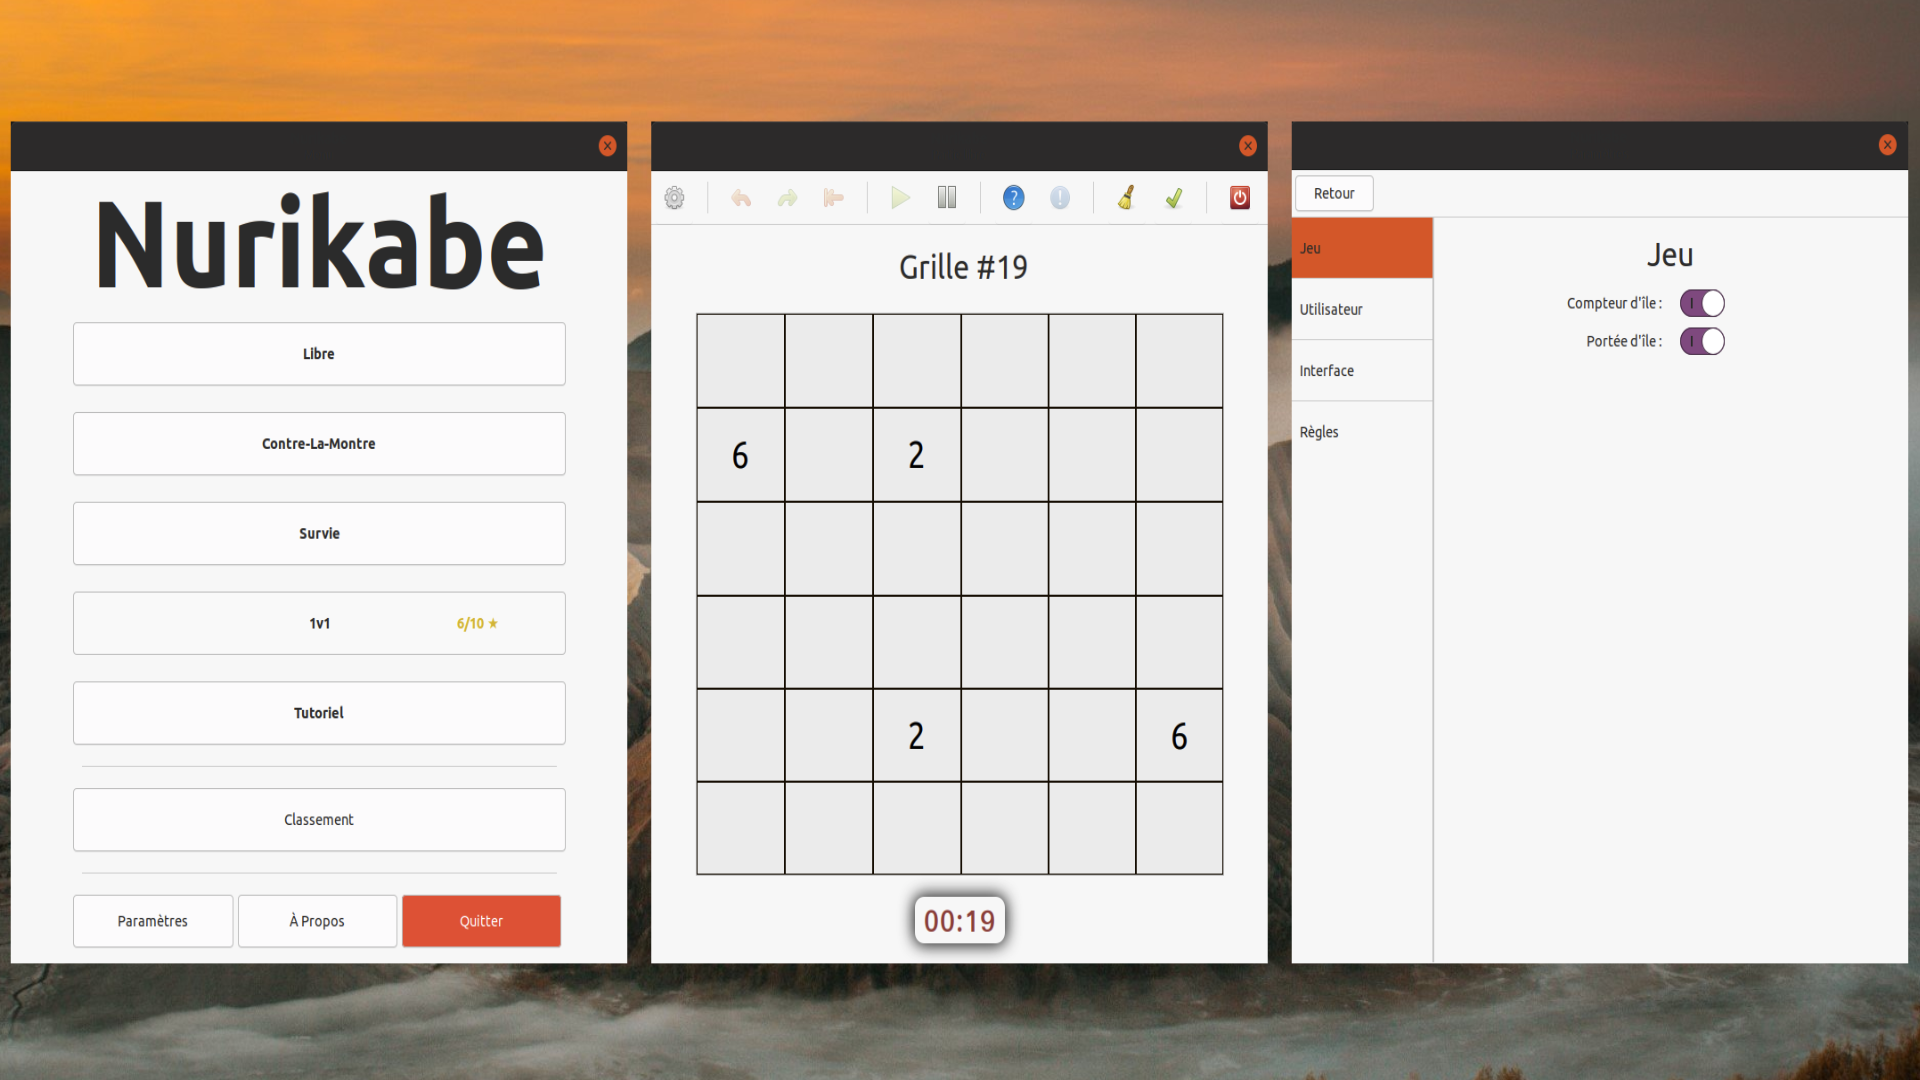 Nurikabe
Libre
Contre-La-Montre
Survie
1v1 6/10 ★
Tutoriel
Classement
Paramètres À Propos Quitter
Grille #19
6 2
2 6
00:19
Retour
Jeu
Utilisateur
Interface
Règles
Jeu
Compteur d'île :
Portée d'île :